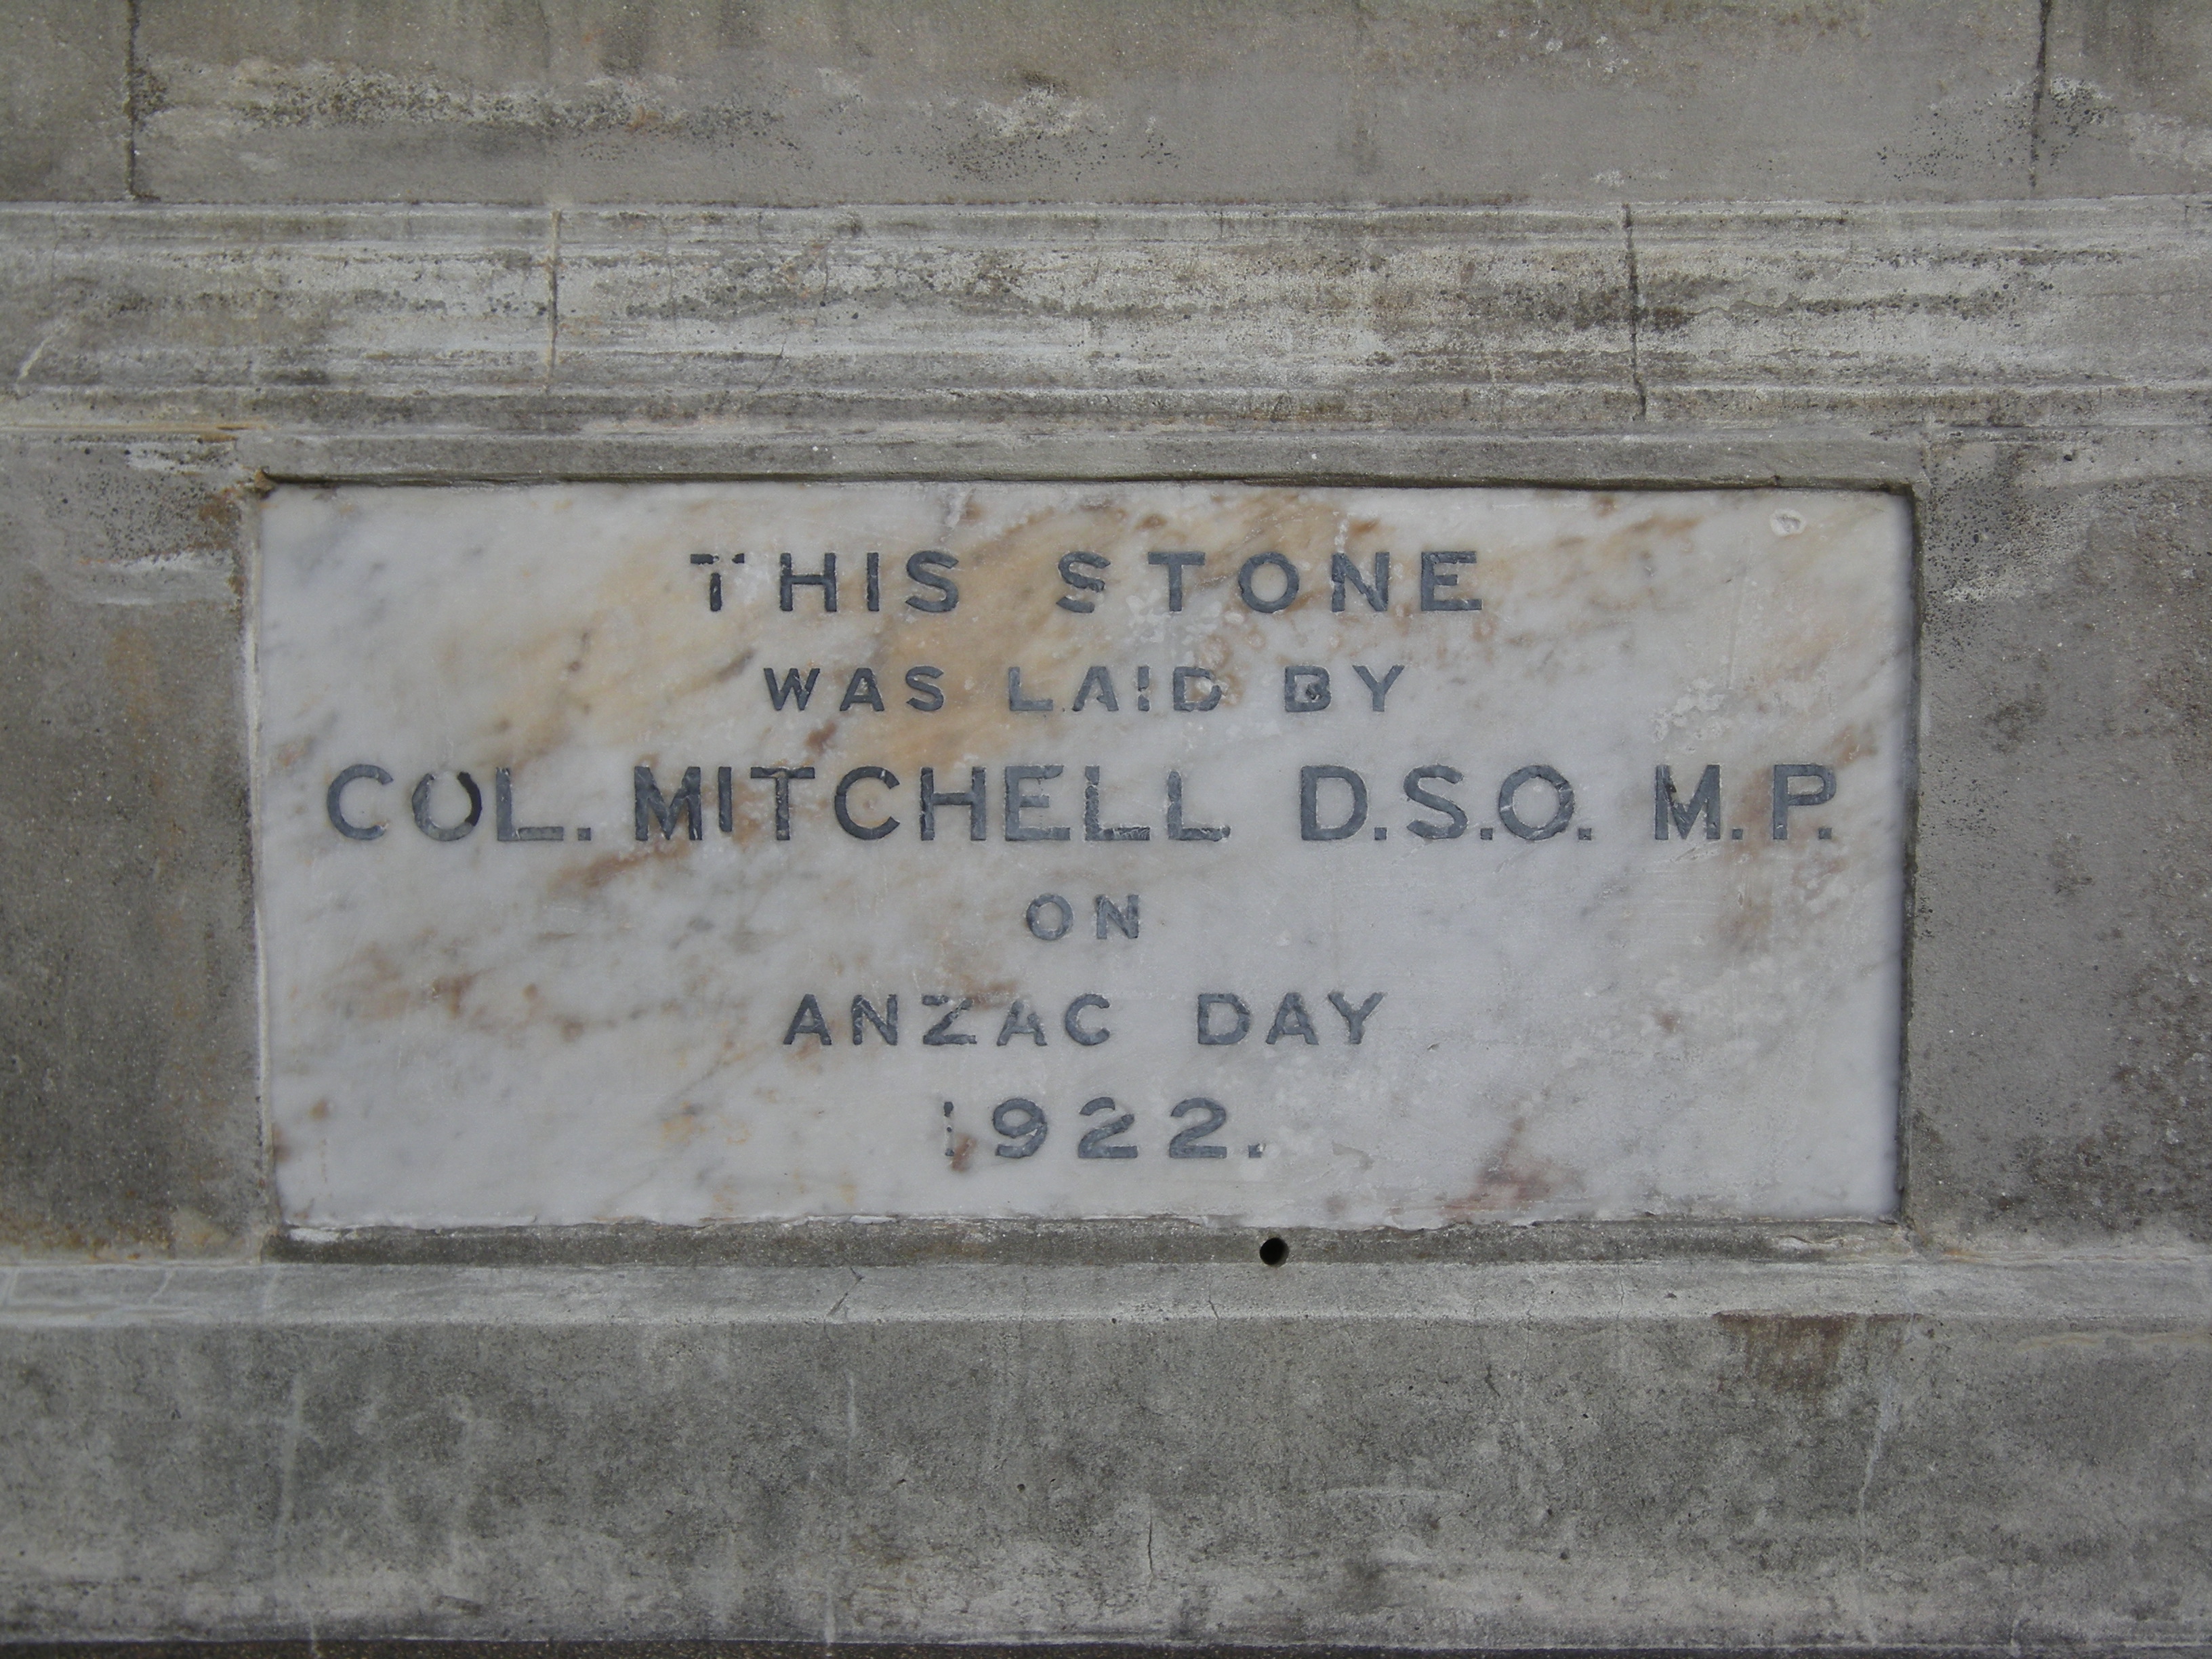 THIS STONE
WAS LAID BY
COL. MITCHELL D.S.O. M.P.
ON
ANZAC DAY
1922.